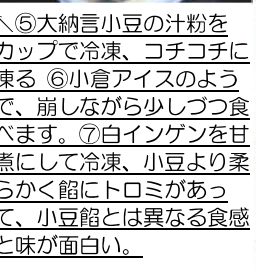 ＼⑤大納言小豆の汁粉を
カップで冷凍、コチコチに
凍る ⑥小倉アイスのよう
で、崩しながら少しづつ食
べます。⑦白インゲンを甘
煮にして冷凍、小豆より柔
らかく餡にトロミがあっ
て、小豆餡とは異なる食感
と味が面白い。